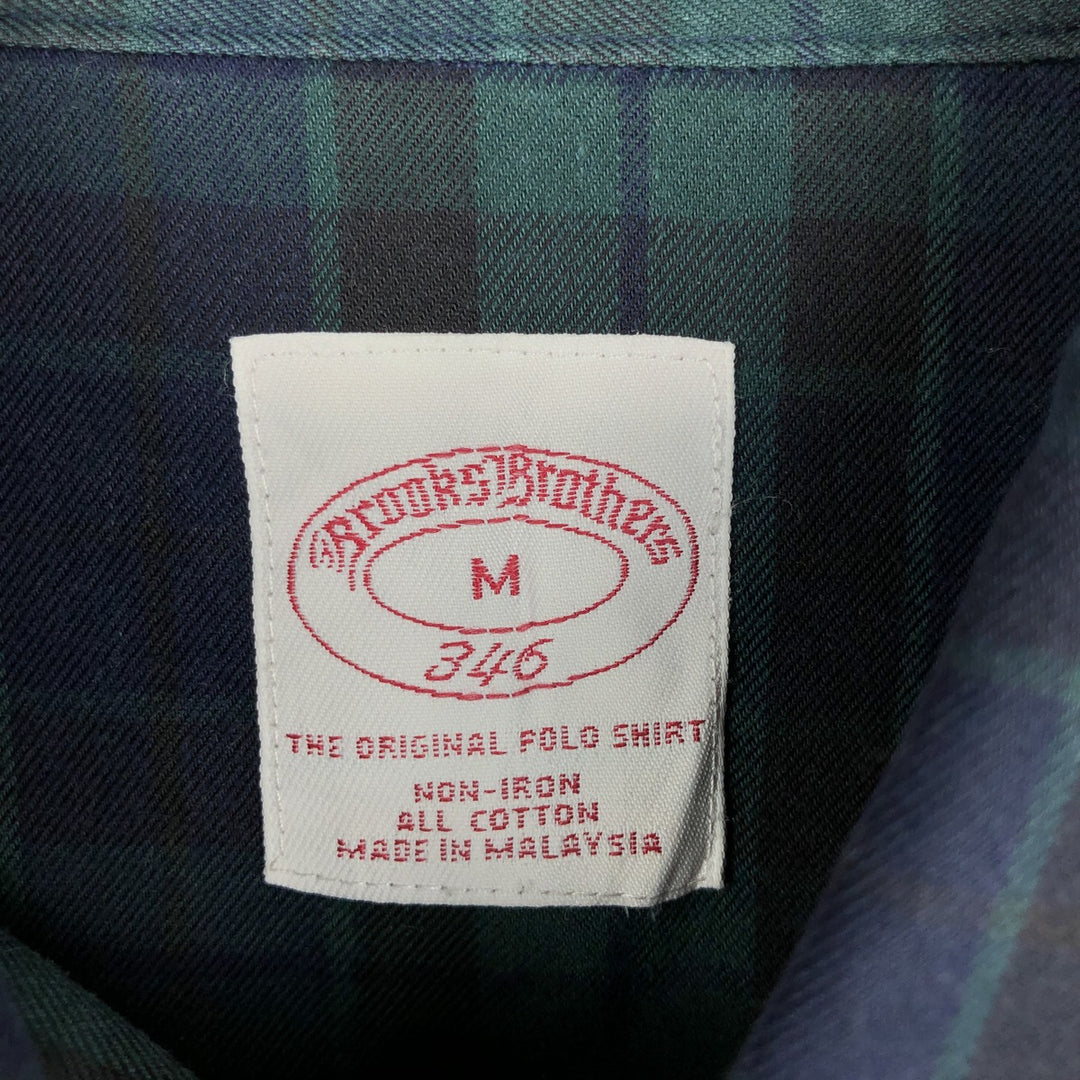 Brooks Brothers
M
346
THE ORIGINAL POLO SHIRT
NON-IRON
ALL COTTON
MADE IN MALAYSIA